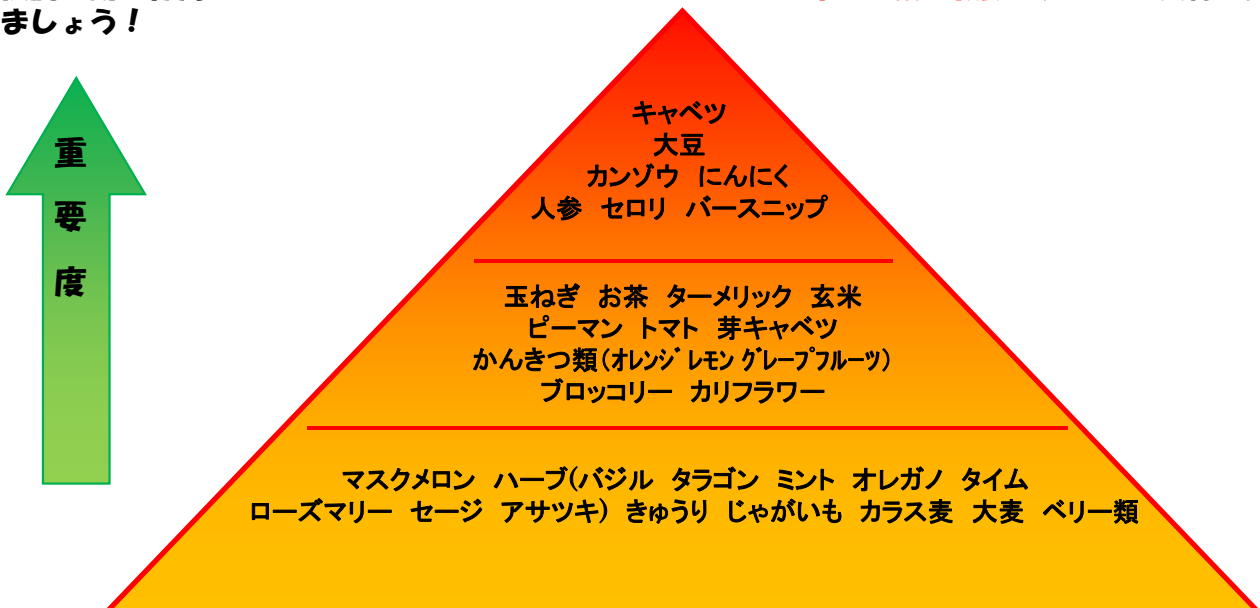 ましょう!
重
要
度
キャベツ
大豆
カンゾウ にんにく
人参 セロリ バースニップ
玉ねぎ お茶 ターメリック 玄米
ピーマン トマト 芽キャベツ
かんきつ類(オレンジ レモン グレープフルーツ)
ブロッコリー カリフラワー
マスクメロン ハーブ(バジル タラゴン ミント オレガノ タイム
ローズマリー セージ アサツキ) きゅうり じゃがいも カラス麦 大麦 ベリー類